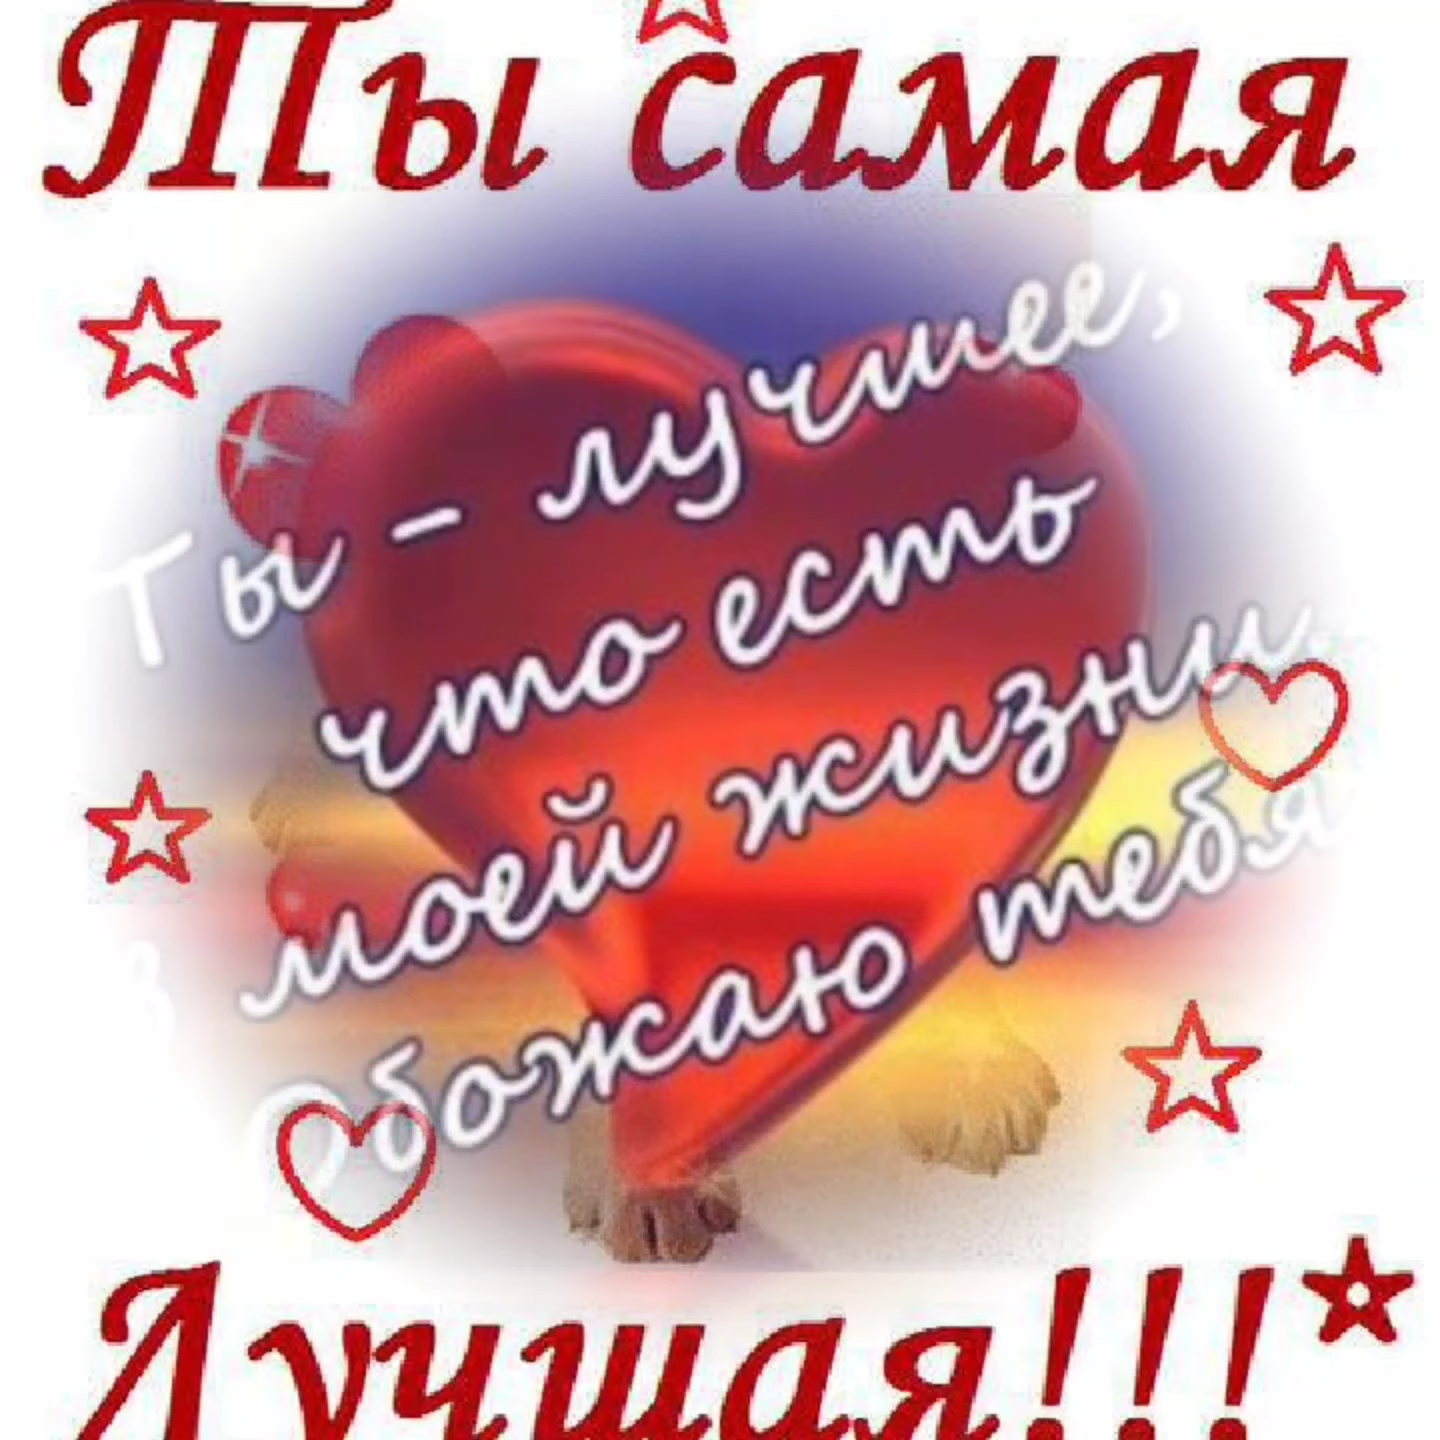 Ты самая
Ты - лучшее,
что есть
в моей жизни.
Обожаю тебя
Лучшая!!!